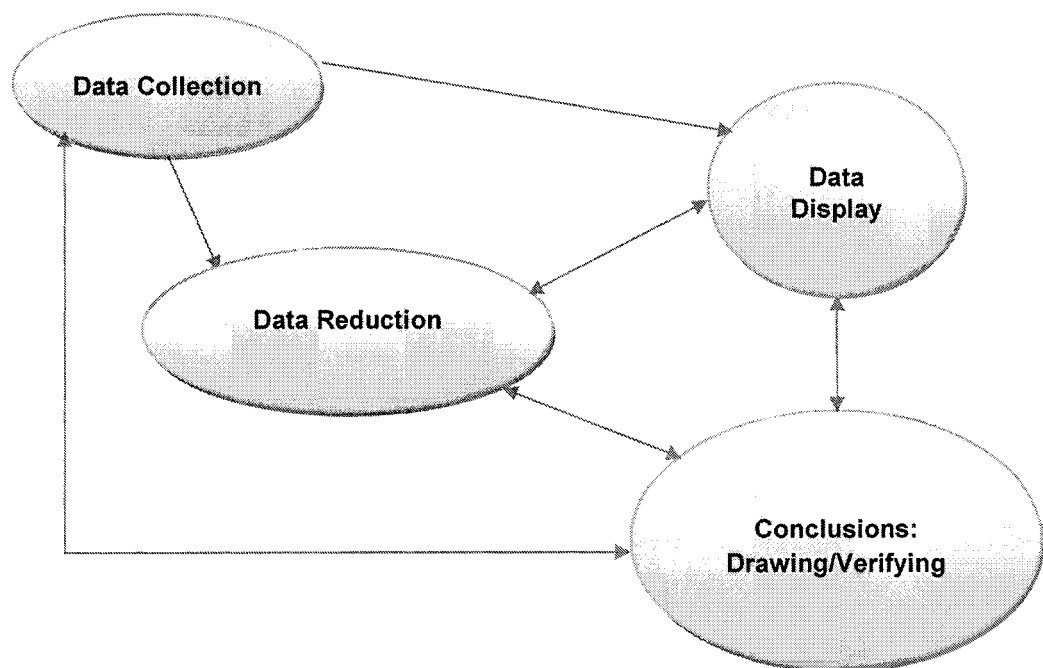 Data Collection
Data
Display
Data Reduction
Conclusions:
Drawing/Verifying